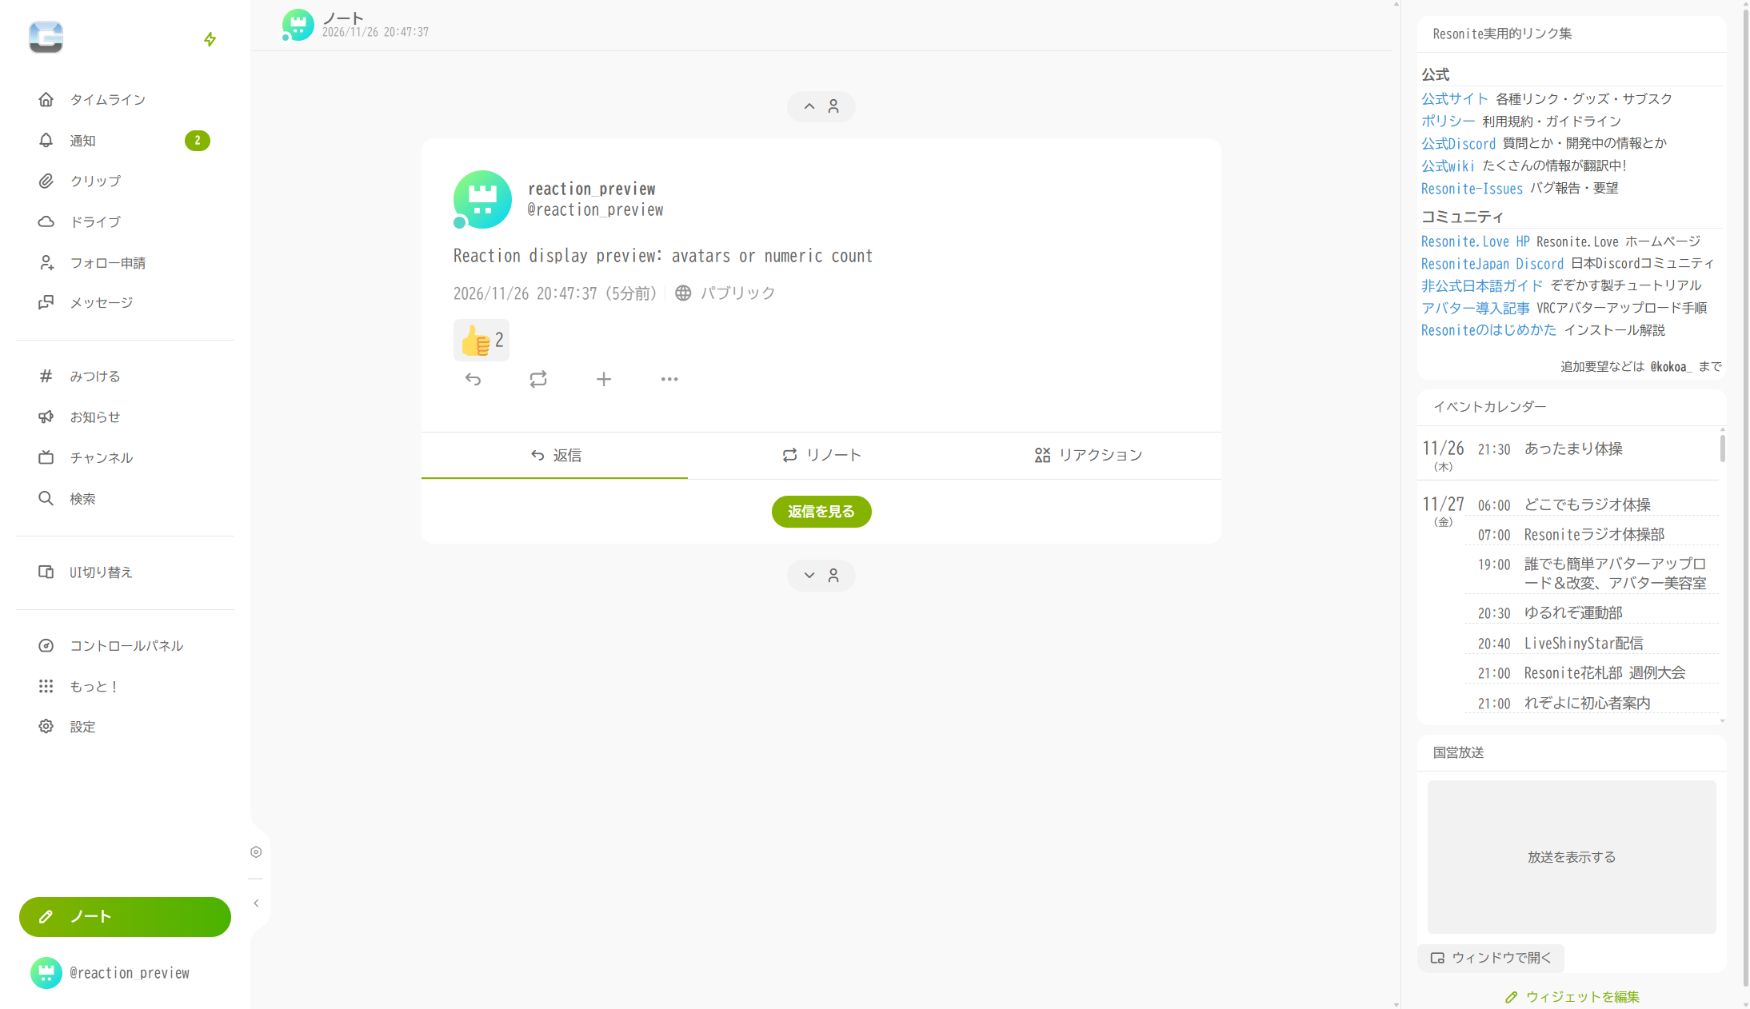 タイムライン
通知
2
クリップ
ドライブ
フォロー申請
メッセージ
みつける
お知らせ
チャンネル
検索
UI切り替え
コントロールパネル
もっと！
設定
ノート
@reaction_preview
ノート
2026/11/26 20:47:37
reaction_preview
@reaction_preview
Reaction display preview: avatars or numeric count
2026/11/26 20:47:37 (5分前)
パブリック
2
返信
リノート
リアクション
返信を見る
Resonite実用的リンク集
公式
公式サイト 各種リンク・グッズ・サブスク
ポリシー 利用規約・ガイドライン
公式Discord 質問とか・開発中の情報とか
公式wiki たくさんの情報が翻訳中!
Resonite-Issues バグ報告・要望
コミュニティ
Resonite.Love HP Resonite.Love ホームページ
ResoniteJapan Discord 日本Discordコミュニティ
非公式日本語ガイド ぞぞかす製チュートリアル
アバター導入記事 VRCアバターアップロード手順
Resoniteのはじめかた インストール解説
追加要望などは @kokoa_ まで
イベントカレンダー
11/26
(木)
21:30 あったまり体操
11/27
(金)
06:00 どこでもラジオ体操
07:00 Resoniteラジオ体操部
19:00 誰でも簡単アバターアップロ
ード＆改変、アバター美容室
20:30 ゆるれぞ運動部
20:40 LiveShinyStar配信
21:00 Resonite花札部 週例大会
21:00 れぞよに初心者案内
国営放送
放送を表示する
ウィンドウで開く
ウィジェットを編集